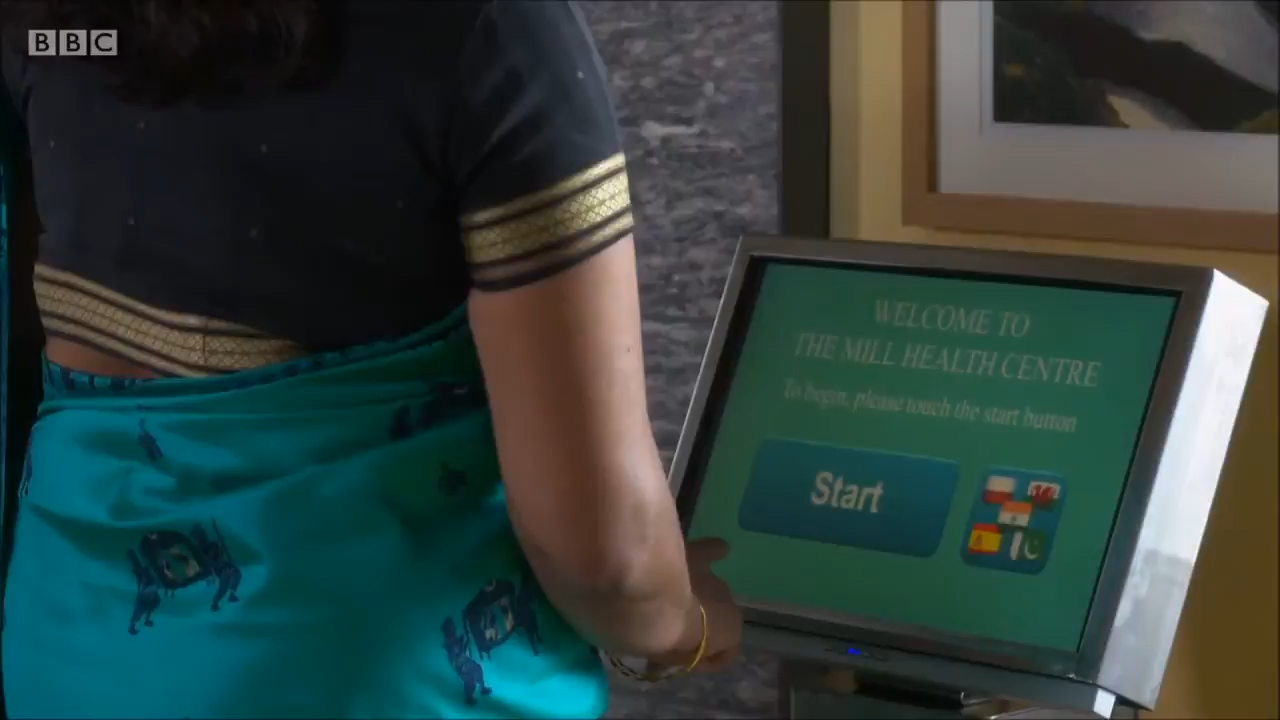 BBC
WELCOME TO
THE MILL HEALTH CENTRE
To begin, please touch the start button
Start